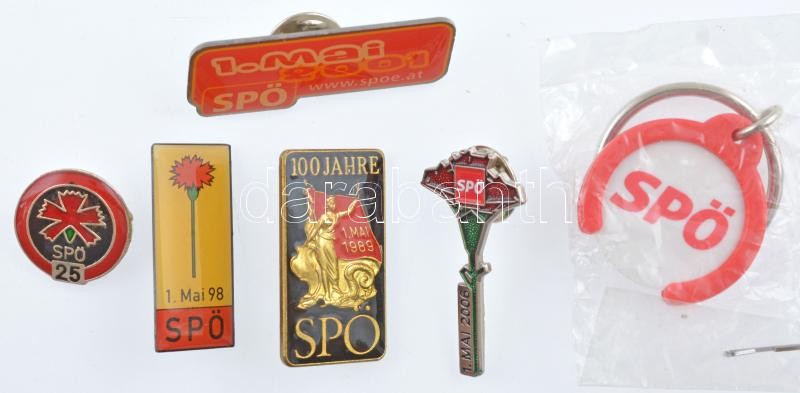 1. Mai
2001
www.spoe.at
SPÖ
SPÖ
25
1. Mai 98
SPÖ
100 JAHRE
1. MAI
1989
SPÖ
SPÖ
1. MAI 2006
SPÖ
darabanth